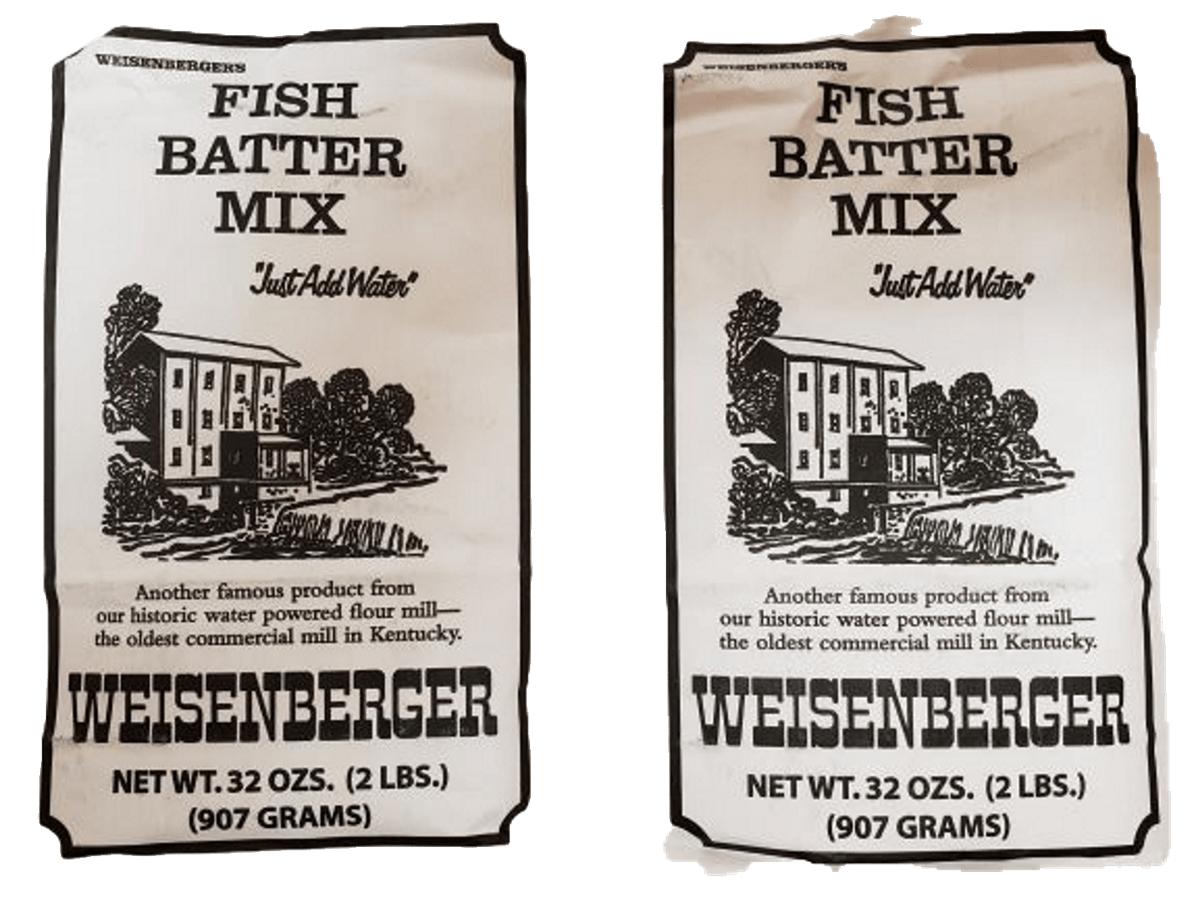 WEISENBERGER'S
FISH
BATTER
MIX
"Just Add Water"
Another famous product from
our historic water powered flour mill—
the oldest commercial mill in Kentucky.
WEISENBERGER
NET WT. 32 OZS. (2 LBS.)
(907 GRAMS)
WEISENBERGER'S
FISH
BATTER
MIX
"Just Add Water"
Another famous product from
our historic water powered flour mill—
the oldest commercial mill in Kentucky.
WEISENBERGER
NET WT. 32 OZS. (2 LBS.)
(907 GRAMS)